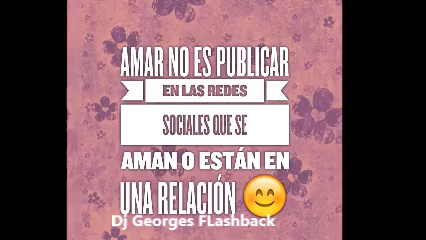 AMAR NO ES PUBLICAR
EN LAS REDES
SOCIALES QUE SE
AMAN O ESTÁN EN
UNA RELACIÓN
Dj Georges FLashback